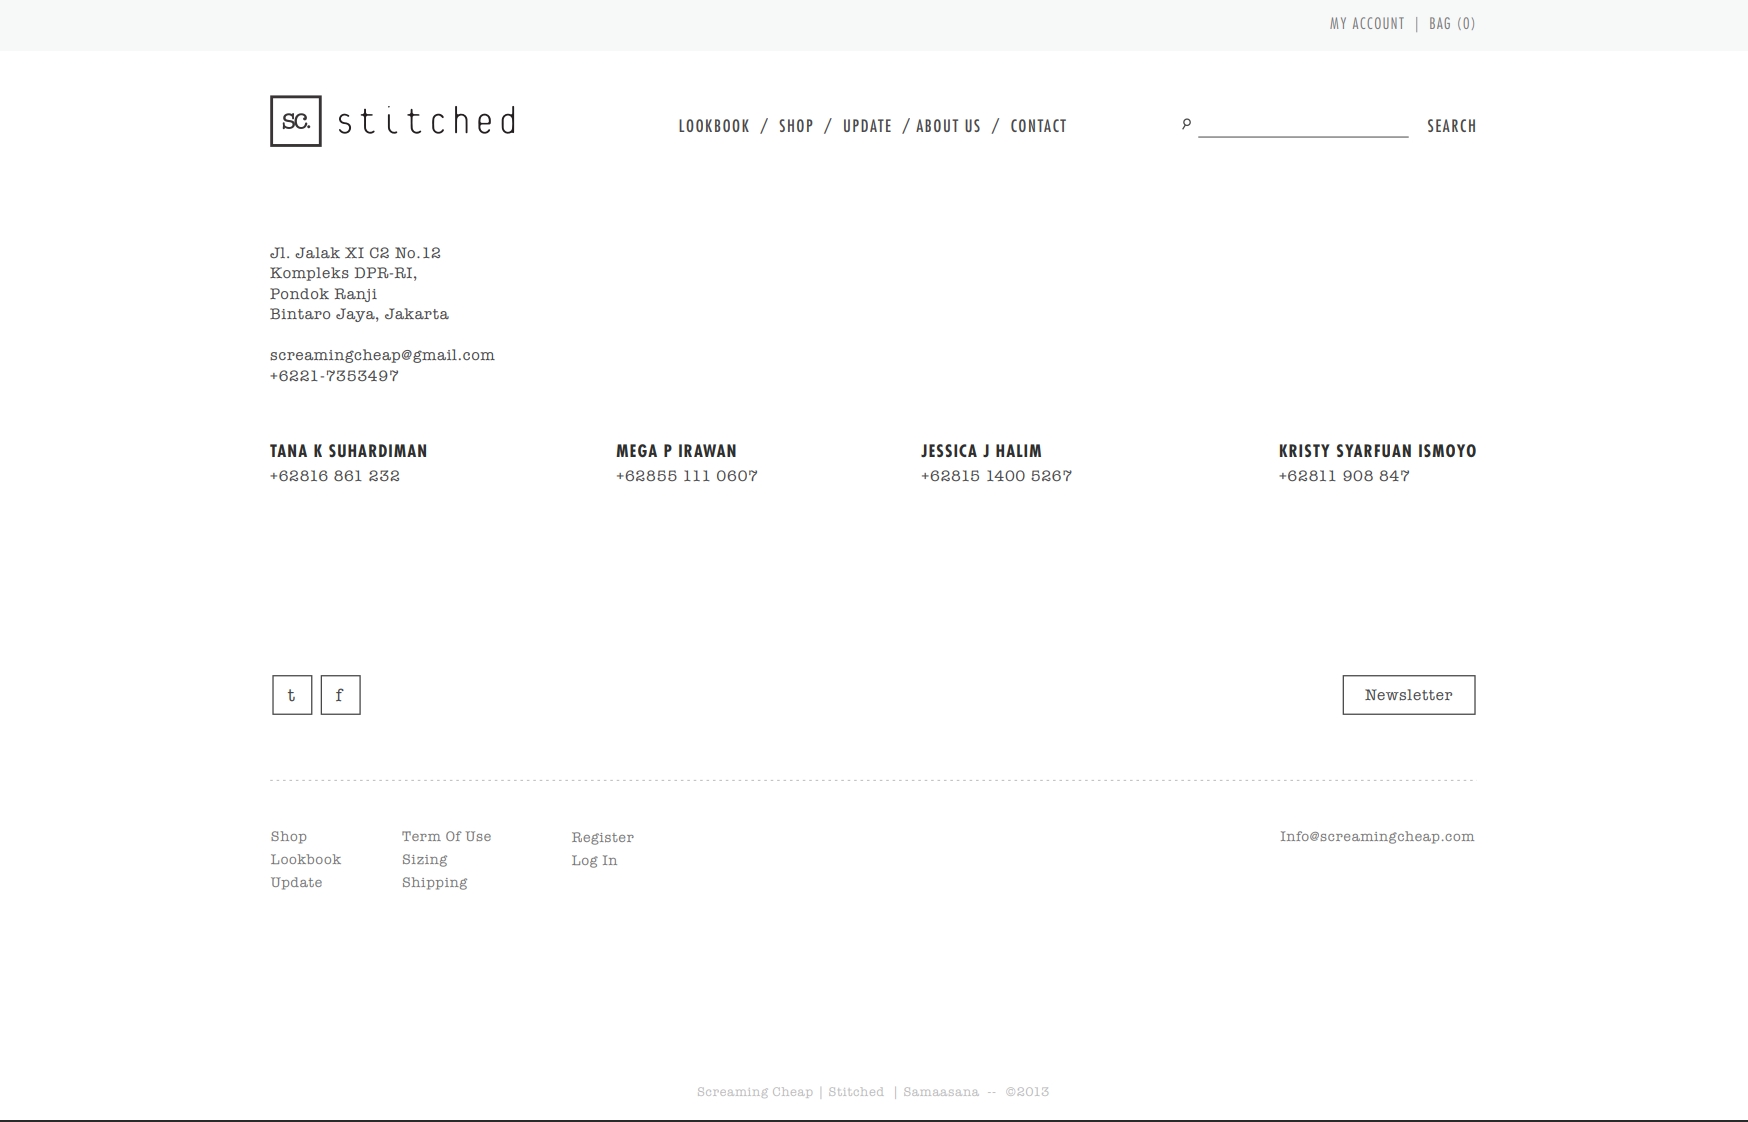 MY ACCOUNT | BAG (0)
sc. stitched
LOOKBOOK / SHOP / UPDATE / ABOUT US / CONTACT
SEARCH
Jl. Jalak XI C2 No.12
Kompleks DPR-RI,
Pondok Ranji
Bintaro Jaya, Jakarta
screamingcheap@gmail.com
+6221-7353497
TANA K SUHARDIMAN
+62816 861 232
MEGA P IRAWAN
+62855 111 0607
JESSICA J HALIM
+62815 1400 5267
KRISTY SYARFUAN ISMOYO
+62811 908 847
t f
Newsletter
Shop
Lookbook
Update
Term Of Use
Sizing
Shipping
Register
Log In
Info@screamingcheap.com
Screaming Cheap | Stitched | Samaasana -- ©2013